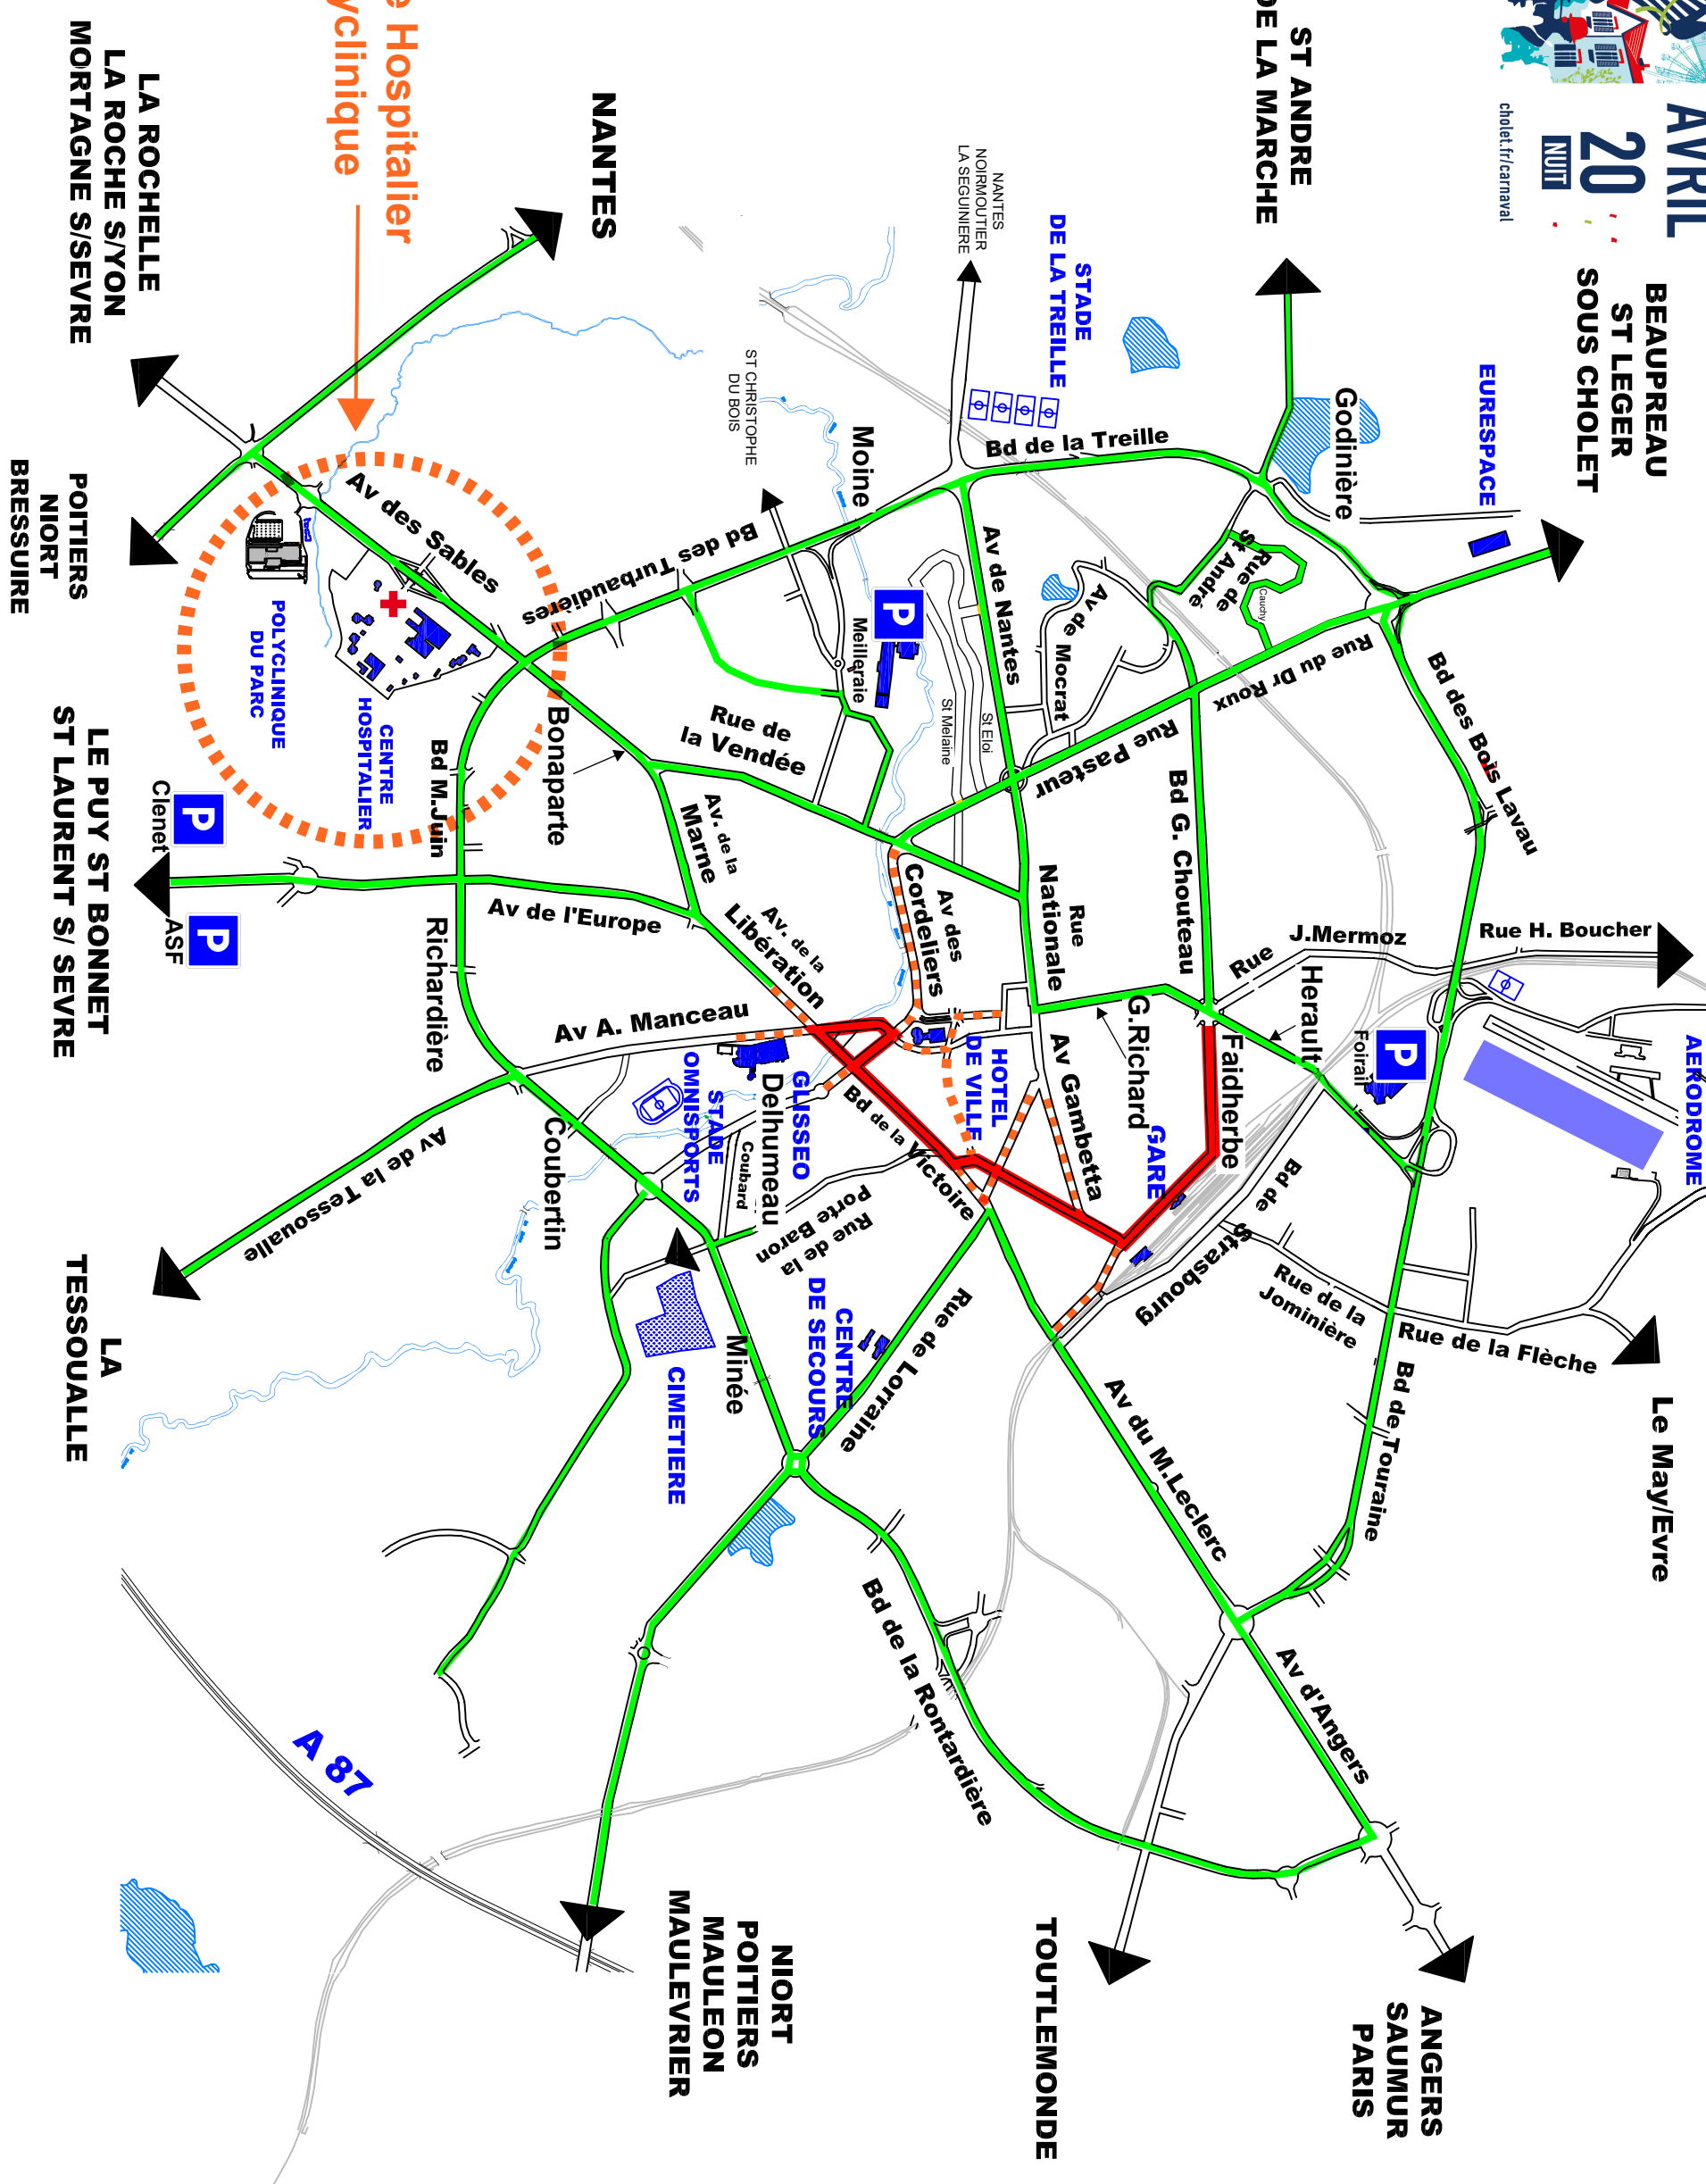 AVRIL
20
NUIT
cholet.fr/carnaval
BEAUPREAU
ST LEGER
SOUS CHOLET
EURESPACE
ST ANDRE
DE LA MARCHE
Godinière
STADE
DE LA TREILLE
NANTES
NOIRMOUTIER
LA SEGUINIERE
ST CHRISTOPHE
DU BOIS
NANTES
Hospitalier
yclinique
LA ROCHELLE
LA ROCHE S/YON
MORTAGNE S/SEVRE
POITIERS
NIORT
BRESSUIRE
Bd de la Treille
Moine
Bd des Turbaudières
Av des Sables
Av de Nantes
Rue de
St André
Cauchy
Av de
Mocrat
Rue du Dr Roux
Bd des Bois Lavau
P
Meilleraie
St Melaine
St Eloi
Rue Pasteur
POLYCLINIQUE
DU PARC
CENTRE
HOSPITALIER
Bonaparte
Rue de
la Vendée
Av. de la
Marne
Bd M.Juin
LE PUY ST BONNET
ST LAURENT S/ SEVRE
P
Clenet
P
ASF
Av de l'Europe
Richardière
Av. de la
Libération
Av des
Cordeliers
Rue
Nationale
Bd G. Chouteau
Rue
J.Mermoz
Rue H. Boucher
Herault
P
Foirail
AERODROME
G.Richard
Faidherbe
Av Gambetta
GARE
HOTEL
DE VILLE
Av A. Manceau
GLISSEO
Delhumeau
STADE
OMNISPORTS
Coubard
Coubertin
Bd de la Victoire
Rue de la
Porte Baron
Av de la Tessoualle
LA
TESSOUALLE
Bd de
Strasbourg
Rue de la
Jominière
Rue de la Flèche
Le May/Evre
CENTRE
DE SECOURS
Rue de Lorraine
Minée
CIMETIERE
Av du M.Leclerc
Bd de Touraine
Bd de la Rontardière
Av d'Angers
A 87
NIORT
POITIERS
MAULEON
MAULEVRIER
TOUTLEMONDE
ANGERS
SAUMUR
PARIS